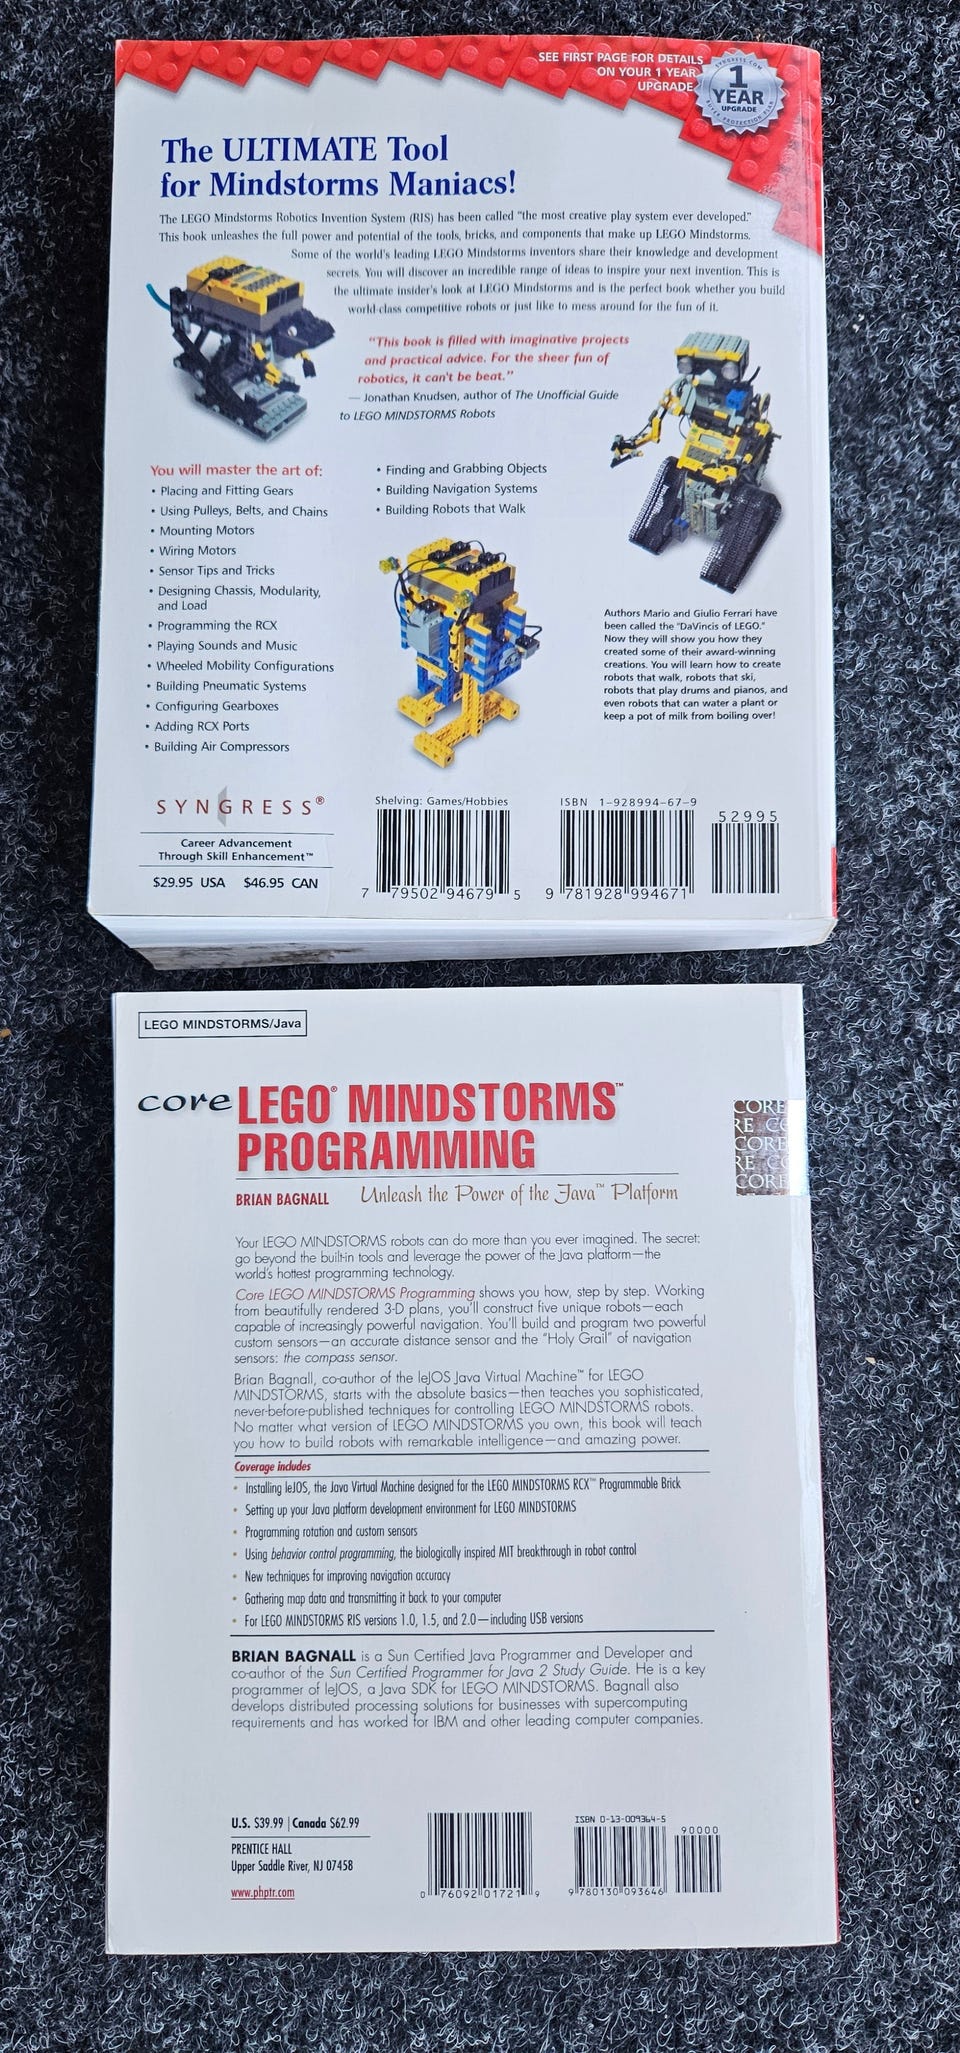 SEE FIRST PAGE FOR DETAILS
ON YOUR 1 YEAR
UPGRADE
SYNGRESS.COM
1
YEAR
UPGRADE
BUYER PROTECTION PLAN
The ULTIMATE Tool
for Mindstorms Maniacs!
The LEGO Mindstorms Robotics Invention System (RIS) has been called "the most creative play system ever developed."
This book unleashes the full power and potential of the tools, bricks, and components that make up LEGO Mindstorms.
Some of the world's leading LEGO Mindstorms inventors share their knowledge and development
secrets. You will discover an incredible range of ideas to inspire your next invention. This is
the ultimate insider's look at LEGO Mindstorms and is the perfect book whether you build
world-class competitive robots or just like to mess around for the fun of it.
"This book is filled with imaginative projects
and practical advice. For the sheer fun of
robotics, it can't be beat."
— Jonathan Knudsen, author of The Unofficial Guide
to LEGO MINDSTORMS Robots
You will master the art of:
• Placing and Fitting Gears
• Using Pulleys, Belts, and Chains
• Mounting Motors
• Wiring Motors
• Sensor Tips and Tricks
• Designing Chassis, Modularity,
and Load
• Programming the RCX
• Playing Sounds and Music
• Wheeled Mobility Configurations
• Building Pneumatic Systems
• Configuring Gearboxes
• Adding RCX Ports
• Building Air Compressors
• Finding and Grabbing Objects
• Building Navigation Systems
• Building Robots that Walk
Authors Mario and Giulio Ferrari have
been called the "DaVincis of LEGO."
Now they will show you how they
created some of their award-winning
creations. You will learn how to create
robots that walk, robots that ski,
robots that play drums and pianos, and
even robots that can water a plant or
keep a pot of milk from boiling over!
SYNGRESS®
Career Advancement
Through Skill Enhancement™
$29.95 USA $46.95 CAN
Shelving: Games/Hobbies
7 79502 94679 5
ISBN 1-928994-67-9
9 781928 994671
52995
LEGO MINDSTORMS/Java
core LEGO® MINDSTORMS™
PROGRAMMING
BRIAN BAGNALL Unleash the Power of the Java™ Platform
CORE
RE CO
CORE
RE CO
CORE
Your LEGO MINDSTORMS robots can do more than you ever imagined. The secret:
go beyond the built-in tools and leverage the power of the Java platform—the
world's hottest programming technology.
Core LEGO MINDSTORMS Programming shows you how, step by step. Working
from beautifully rendered 3-D plans, you'll construct five unique robots—each
capable of increasingly powerful navigation. You'll build and program two powerful
custom sensors—an accurate distance sensor and the "Holy Grail" of navigation
sensors: the compass sensor.
Brian Bagnall, co-author of the leJOS Java Virtual Machine™ for LEGO
MINDSTORMS, starts with the absolute basics—then teaches you sophisticated,
never-before-published techniques for controlling LEGO MINDSTORMS robots.
No matter what version of LEGO MINDSTORMS you own, this book will teach
you how to build robots with remarkable intelligence—and amazing power.
Coverage includes
• Installing leJOS, the Java Virtual Machine designed for the LEGO MINDSTORMS RCX™ Programmable Brick
• Setting up your Java platform development environment for LEGO MINDSTORMS
• Programming rotation and custom sensors
• Using behavior control programming, the biologically inspired MIT breakthrough in robot control
• New techniques for improving navigation accuracy
• Gathering map data and transmitting it back to your computer
• For LEGO MINDSTORMS RIS versions 1.0, 1.5, and 2.0—including USB versions
BRIAN BAGNALL is a Sun Certified Java Programmer and Developer and
co-author of the Sun Certified Programmer for Java 2 Study Guide. He is a key
programmer of leJOS, a Java SDK for LEGO MINDSTORMS. Bagnall also
develops distributed processing solutions for businesses with supercomputing
requirements and has worked for IBM and other leading computer companies.
U.S. $39.99 | Canada $62.99
PRENTICE HALL
Upper Saddle River, NJ 07458
www.phptr.com
0 76092 01721 9
ISBN 0-13-009364-5
9 780130 093646
90000